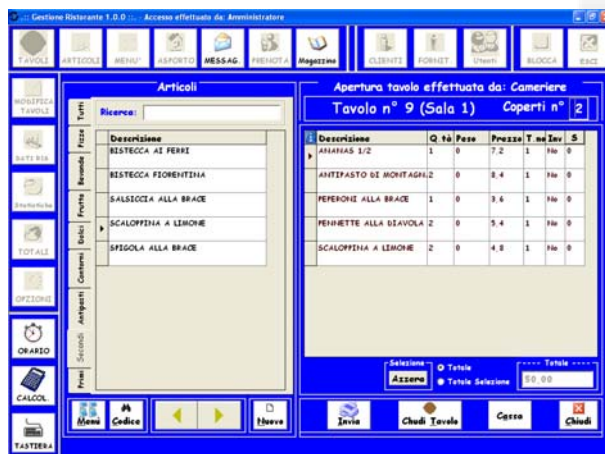 .:: Gestione Ristorante 1.0.0 ::. - Accesso effettuato da: Amministratore
TAVOLI ARTICOLI MENU' ASPORTO MESSAG. PRENOTA Magazzino CLIENTI FORNIT. Utenti BLOCCA ESCI
MODIFICA TAVOLI
DATI RIS
Statistiche
TOTALI
OPZIONI
ORARIO
CALCOL.
TASTIERA
Articoli
Ricerca:
Tutti
Pizze
Bevande
Frutta
Dolci
Contorni
Antipasti
Secondi
Primi
Descrizione
BISTECCA AI FERRI
BISTECCA FIORENTINA
SALSICCIA ALLA BRACE
SCALOPPINA A LIMONE
SPIGOLA ALLA BRACE
Menù Codice Nuovo
Apertura tavolo effettuata da: Cameriere
Tavolo n° 9 (Sala 1) Coperti n° 2
Descrizione Q.tà Peso Prezzo T.no Inv S
ANANAS 1/2 1 0 7,2 1 No 0
ANTIPASTO DI MONTAGN. 2 0 8,4 1 No 0
PEPERONI ALLA BRACE 1 0 3,6 1 No 0
PENNETTE ALLA DIAVOLA 2 0 5,4 1 No 0
SCALOPPINA A LIMONE 2 0 4,8 1 No 0
Selezione
Azzera
Totale
Totale Selezione
---- Totale ----
50,00
Invia Chudi Tavolo Cassa Chiudi